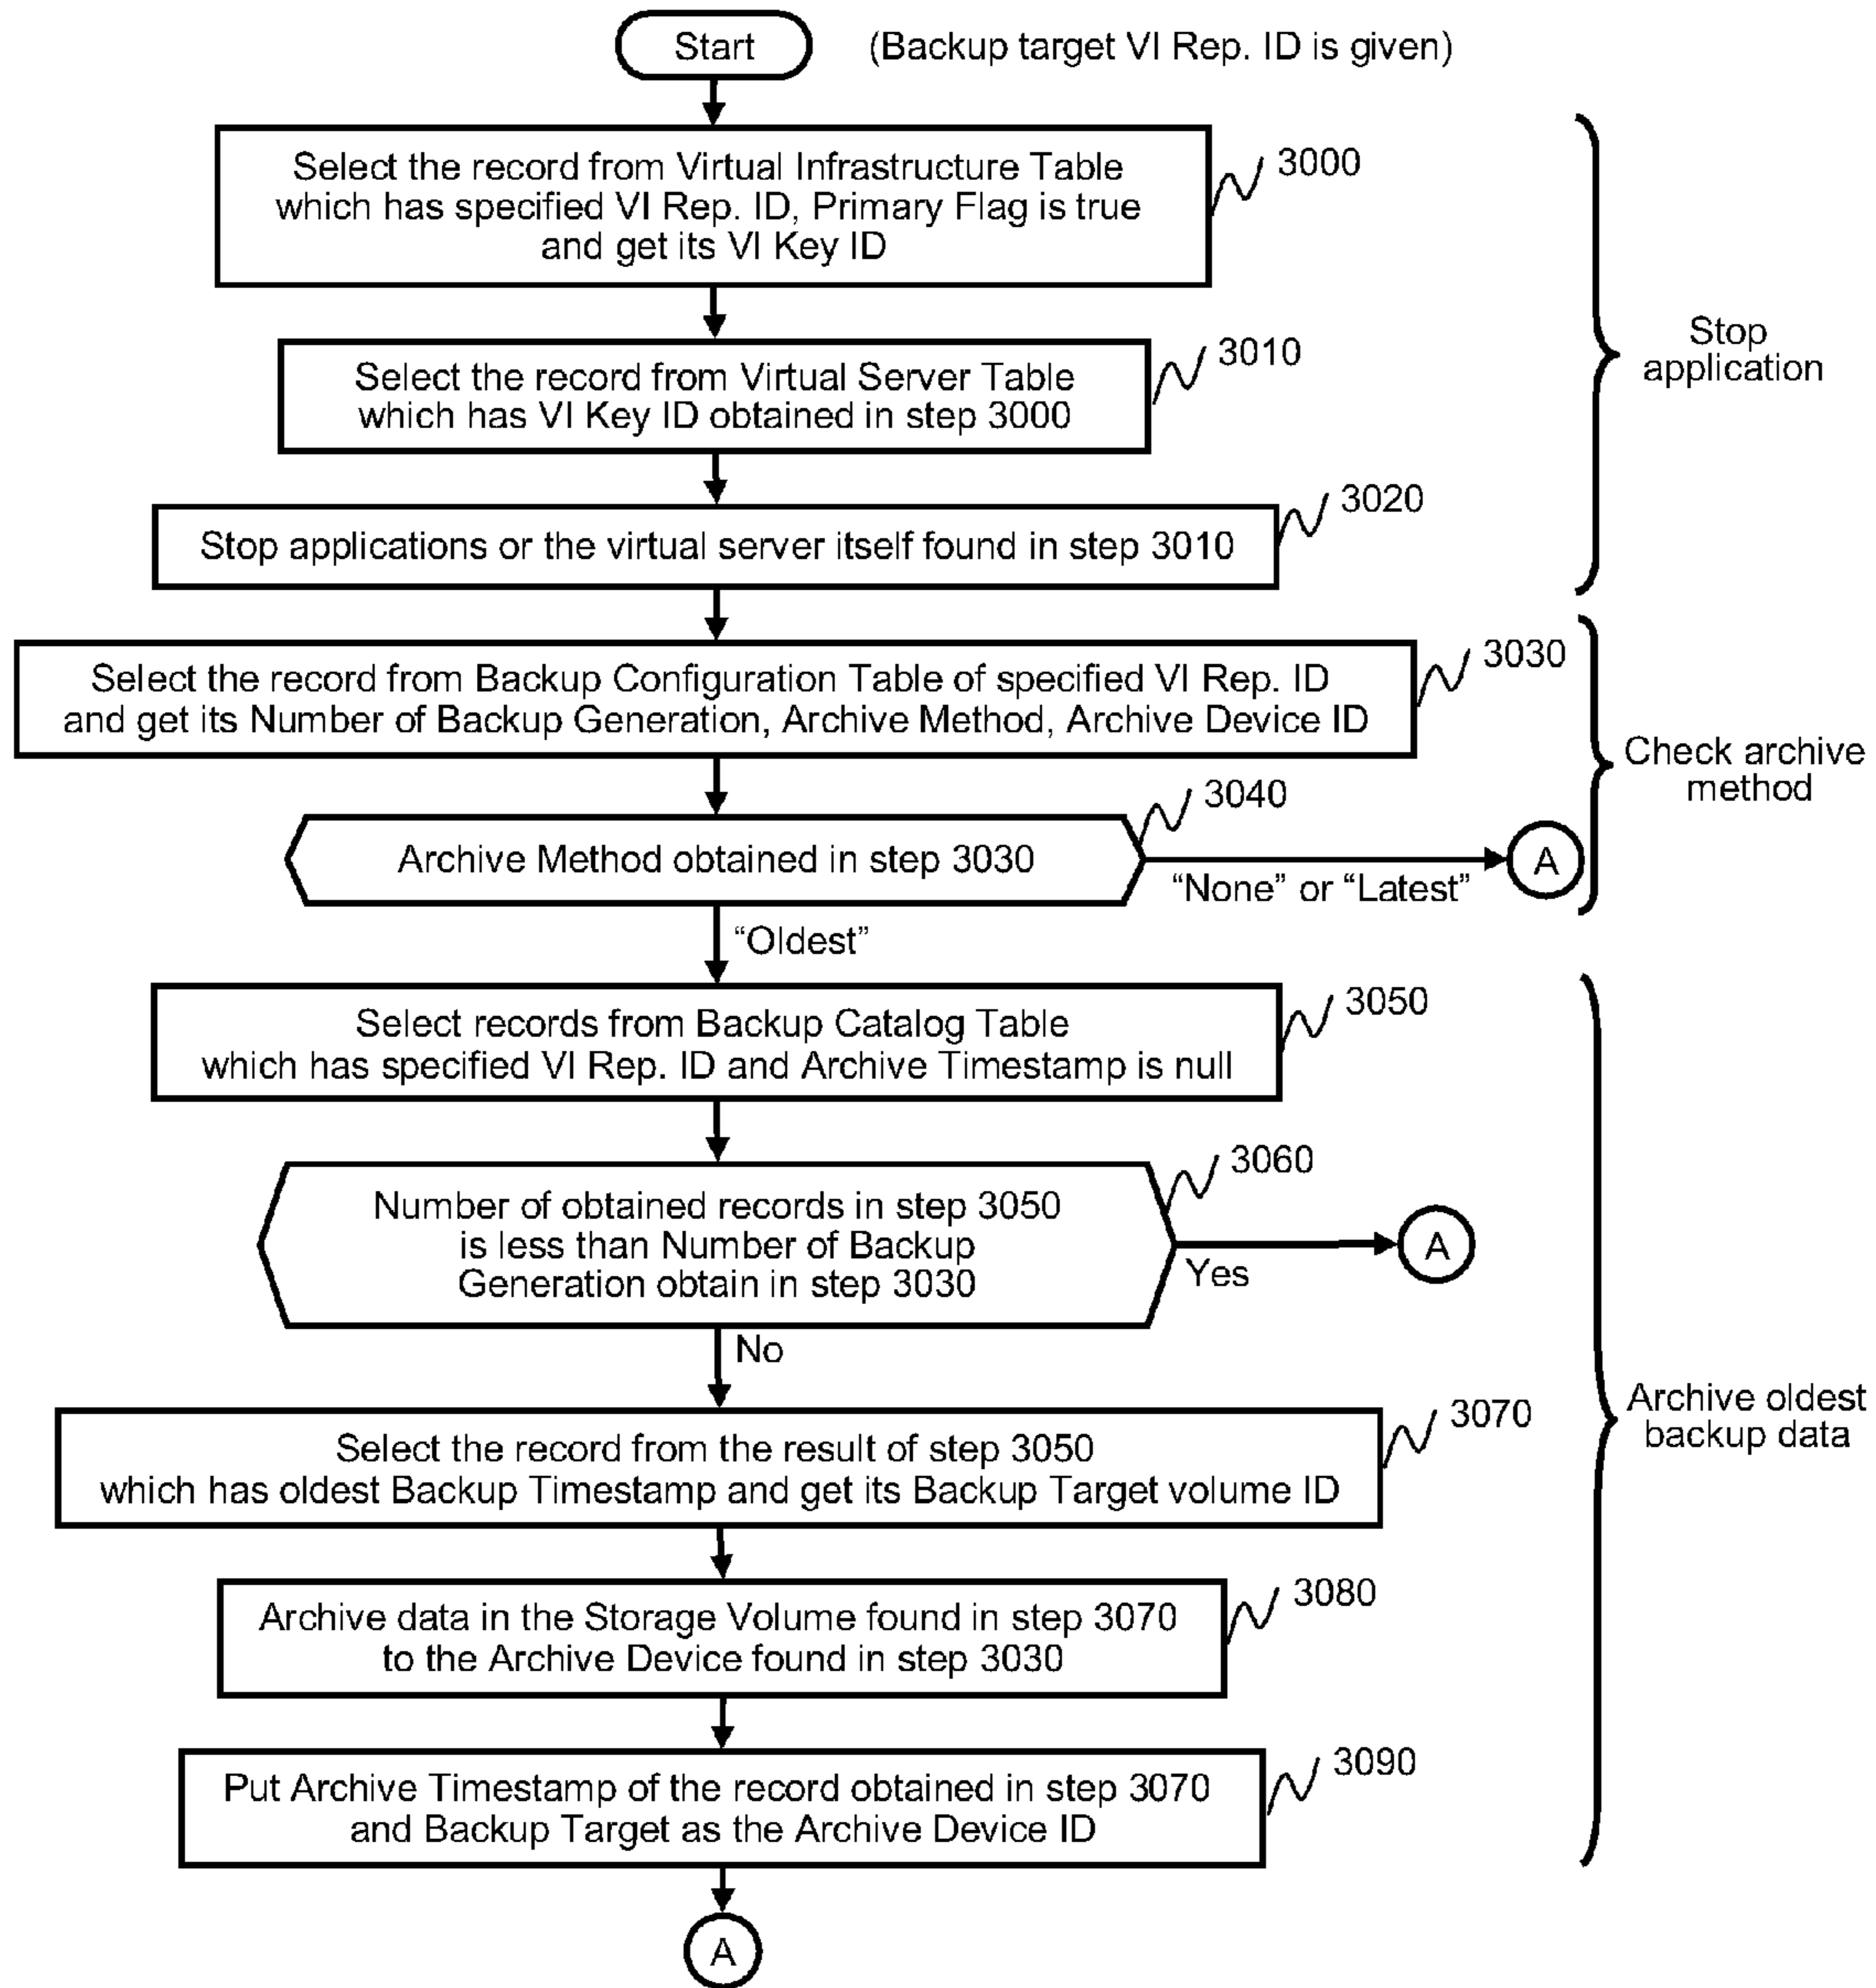 Start
(Backup target VI Rep. ID is given)
Select the record from Virtual Infrastructure Table
which has specified VI Rep. ID, Primary Flag is true
and get its VI Key ID
3000
Select the record from Virtual Server Table
which has VI Key ID obtained in step 3000
3010
Stop
application
Stop applications or the virtual server itself found in step 3010
3020
Select the record from Backup Configuration Table of specified VI Rep. ID
and get its Number of Backup Generation, Archive Method, Archive Device ID
3030
Check archive
method
Archive Method obtained in step 3030
3040
"None" or "Latest"
A
"Oldest"
Select records from Backup Catalog Table
which has specified VI Rep. ID and Archive Timestamp is null
3050
Number of obtained records in step 3050
is less than Number of Backup
Generation obtain in step 3030
3060
Yes
A
No
Select the record from the result of step 3050
which has oldest Backup Timestamp and get its Backup Target volume ID
3070
Archive oldest
backup data
Archive data in the Storage Volume found in step 3070
to the Archive Device found in step 3030
3080
Put Archive Timestamp of the record obtained in step 3070
and Backup Target as the Archive Device ID
3090
A